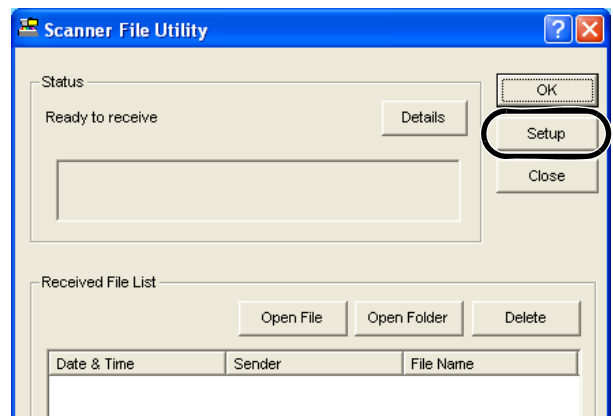 Scanner File Utility
Status
OK
Ready to receive
Details
Setup
Close
Received File List
Open File Open Folder Delete
Date & Time Sender File Name